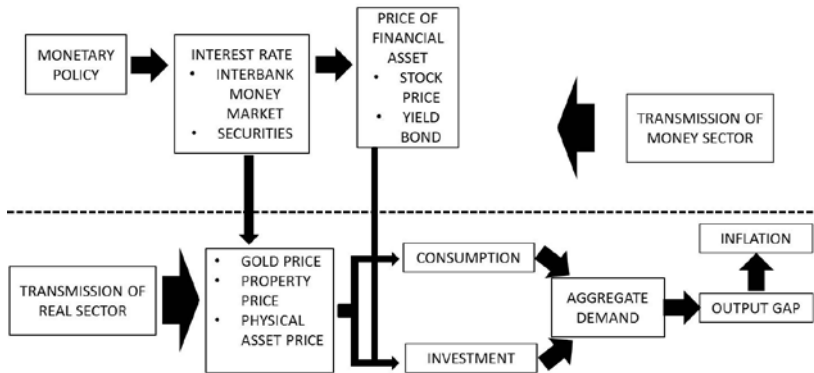 MONETARY
POLICY
INTEREST RATE
• INTERBANK
MONEY
MARKET
• SECURITIES
PRICE OF
FINANCIAL
ASSET
• STOCK
PRICE
• YIELD
BOND
TRANSMISSION OF
MONEY SECTOR
TRANSMISSION OF
REAL SECTOR
• GOLD PRICE
• PROPERTY
PRICE
• PHYSICAL
ASSET PRICE
CONSUMPTION
INVESTMENT
AGGREGATE
DEMAND
INFLATION
OUTPUT GAP